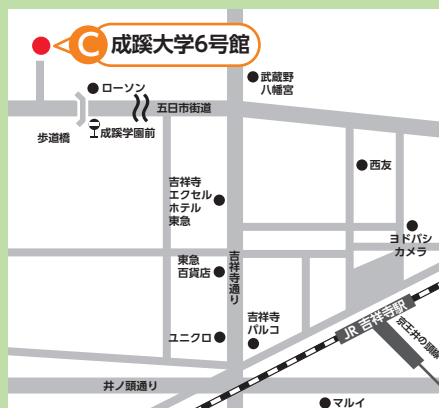 C 成蹊大学6号館
ローソン
武蔵野
八幡宮
五日市街道
歩道橋
成蹊学園前
西友
吉祥寺
エクセル
ホテル
東急
ヨドバシ
カメラ
東急
百貨店
吉祥寺通り
吉祥寺
パルコ
ユニクロ
JR 吉祥寺駅
京王井の頭線
井ノ頭通り
マルイ